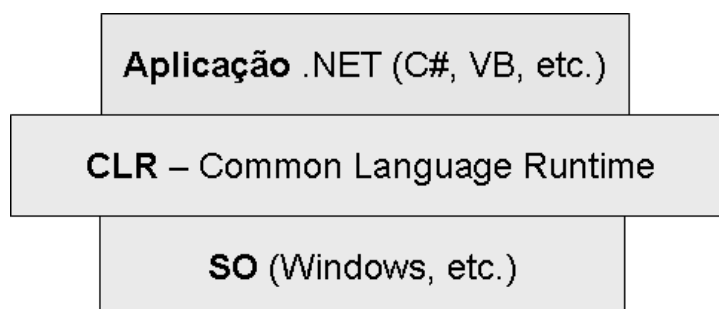 Aplicação .NET (C#, VB, etc.)
CLR – Common Language Runtime
SO (Windows, etc.)